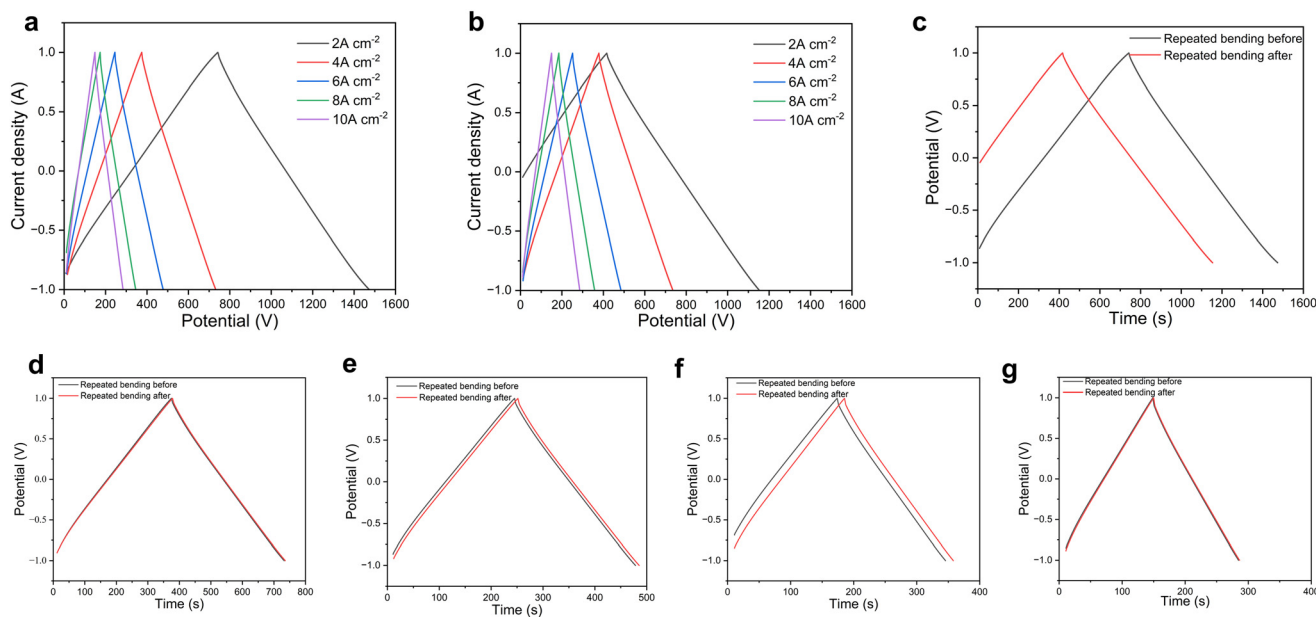 a
Current density (A)
1.0
0.5
0.0
−0.5
−1.0
2A cm⁻²
4A cm⁻²
6A cm⁻²
8A cm⁻²
10A cm⁻²
0 200 400 600 800 1000 1200 1400 1600
Potential (V)
b
Current density (A)
1.0
0.5
0.0
−0.5
−1.0
2A cm⁻²
4A cm⁻²
6A cm⁻²
8A cm⁻²
10A cm⁻²
0 200 400 600 800 1000 1200 1400 1600
Potential (V)
c
Potential (V)
1.0
0.5
0.0
−0.5
−1.0
Repeated bending before
Repeated bending after
0 200 400 600 800 1000 1200 1400 1600
Time (s)
d
Potential (V)
Repeated bending before
Repeated bending after
1.0
0.5
0.0
−0.5
−1.0
0 100 200 300 400 500 600 700 800
Time (s)
e
Potential (V)
Repeated bending before
Repeated bending after
1.0
0.5
0.0
−0.5
−1.0
0 100 200 300 400 500
Time (s)
f
Potential (V)
Repeated bending before
Repeated bending after
1.0
0.5
0.0
−0.5
−1.0
0 100 200 300 400
Time (s)
g
Potential (V)
Repeated bending before
Repeated bending after
1.0
0.5
0.0
−0.5
−1.0
0 100 200 300 400
Time (s)